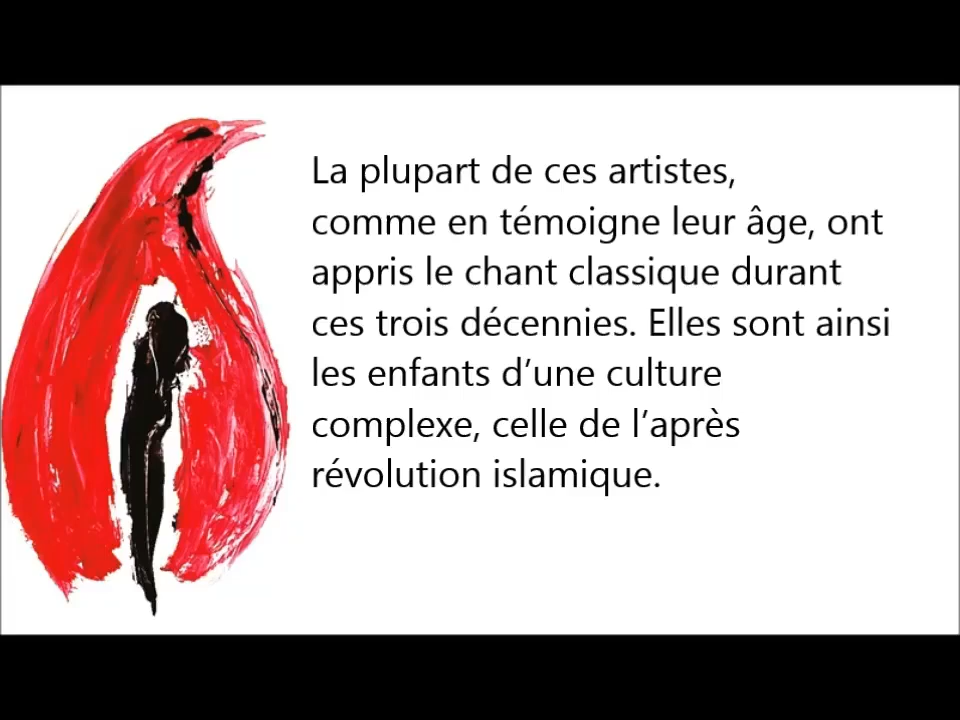 La plupart de ces artistes,
comme en témoigne leur âge, ont
appris le chant classique durant
ces trois décennies. Elles sont ainsi
les enfants d’une culture
complexe, celle de l’après
révolution islamique.